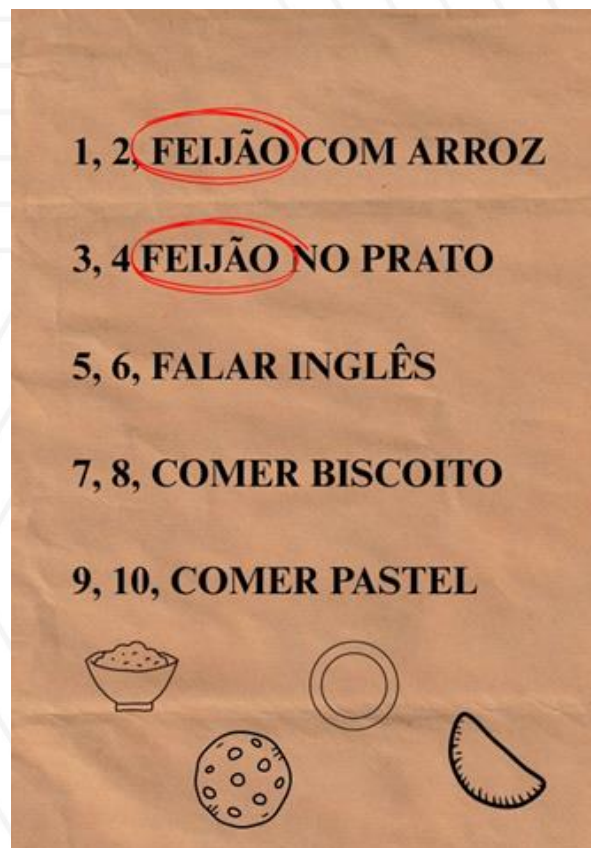 1, 2, FEIJÃO COM ARROZ
3, 4 FEIJÃO NO PRATO
5, 6, FALAR INGLÊS
7, 8, COMER BISCOITO
9, 10, COMER PASTEL